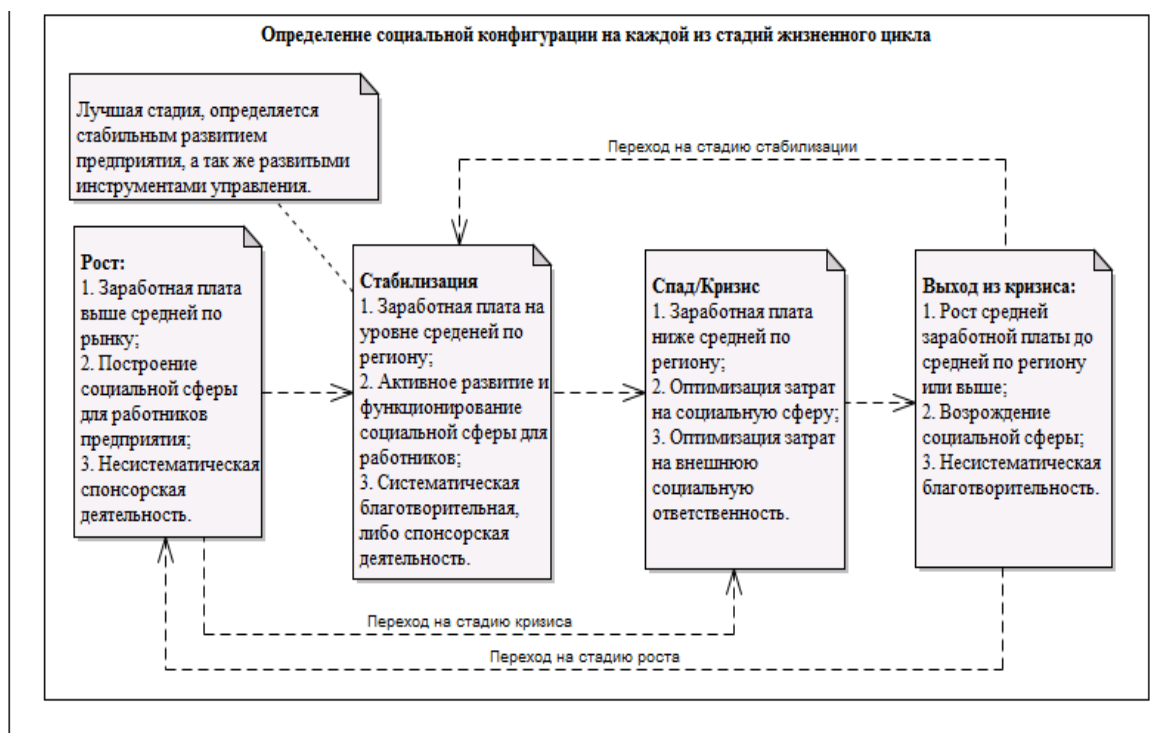 Определение социальной конфигурации на каждой из стадий жизненного цикла
Лучшая стадия, определяется
стабильным развитием
предприятия, а так же развитыми
инструментами управления.
Переход на стадию стабилизации
Рост:
1. Заработная плата
выше средней по
рынку;
2. Построение
социальной сферы
для работников
предприятия;
3. Несистематическая
спонсорская
деятельность.
Стабилизация
1. Заработная плата на
уровне среденей по
региону;
2. Активное развитие и
функционирование
социальной сферы для
работников;
3. Систематическая
благотворительная,
либо спонсорская
деятельность.
Спад/Кризис
1. Заработная плата
ниже средней по
региону;
2. Оптимизация затрат
на социальную сферу;
3. Оптимизация затрат
на внешнюю
социальную
ответственность.
Выход из кризиса:
1. Рост средней
заработной платы до
средней по региону
или выше;
2. Возрождение
социальной сферы;
3. Несистематическая
благотворительность.
Переход на стадию кризиса
Переход на стадию роста